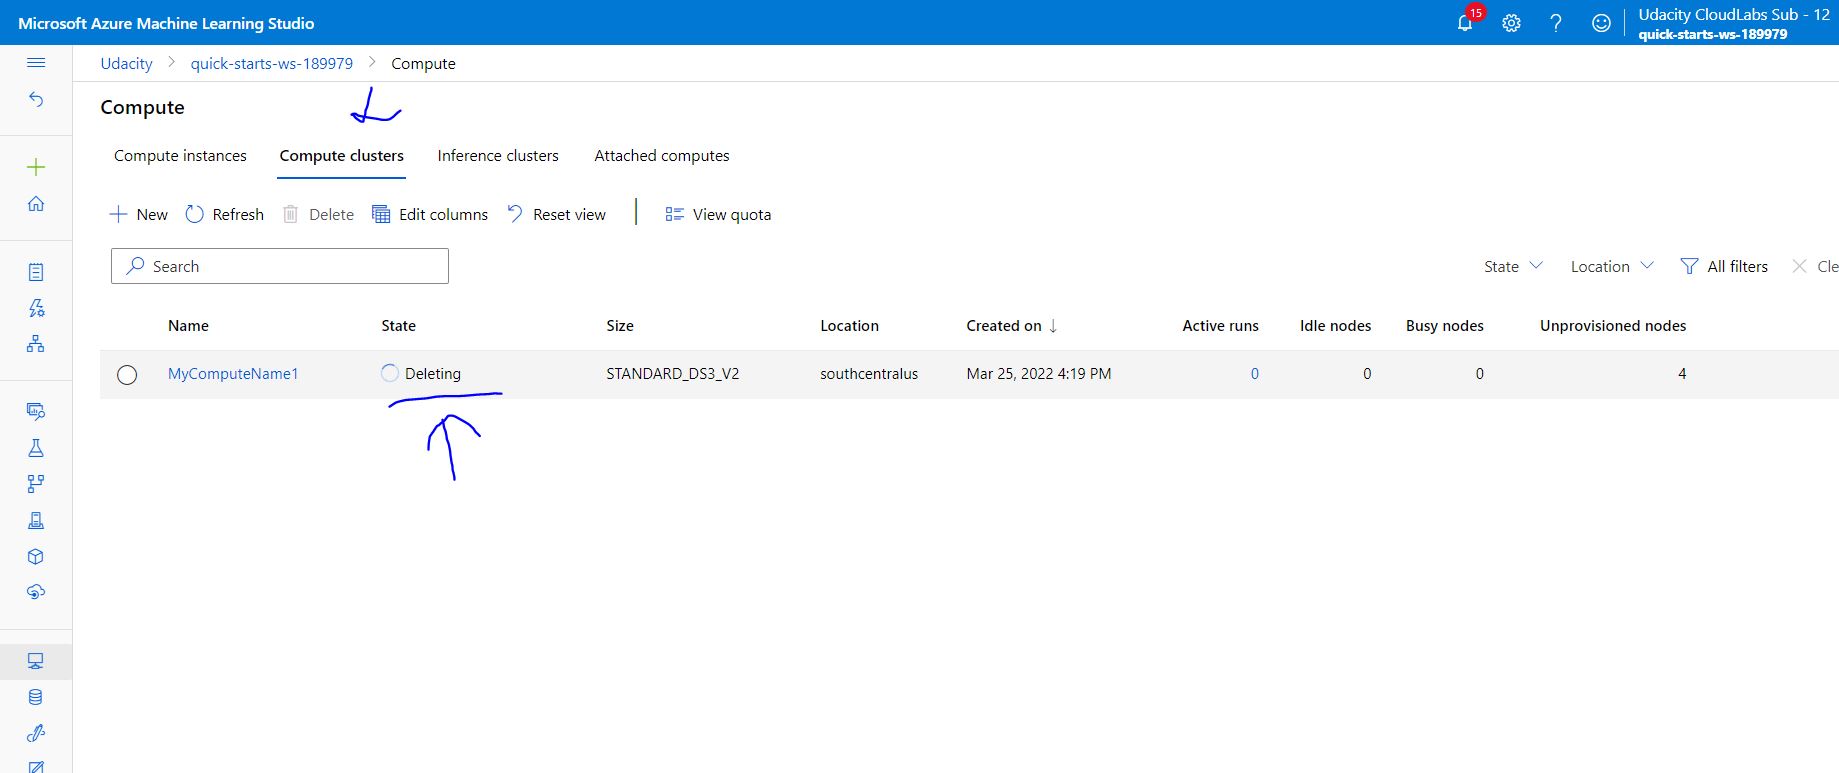 Microsoft Azure Machine Learning Studio
15
Udacity CloudLabs Sub - 12
quick-starts-ws-189979
Udacity > quick-starts-ws-189979 > Compute
Compute
Compute instances Compute clusters Inference clusters Attached computes
New Refresh Delete Edit columns Reset view View quota
Search State Location All filters Cle
Name State Size Location Created on ↓ Active runs Idle nodes Busy nodes Unprovisioned nodes
MyComputeName1 Deleting STANDARD_DS3_V2 southcentralus Mar 25, 2022 4:19 PM 0 0 0 4